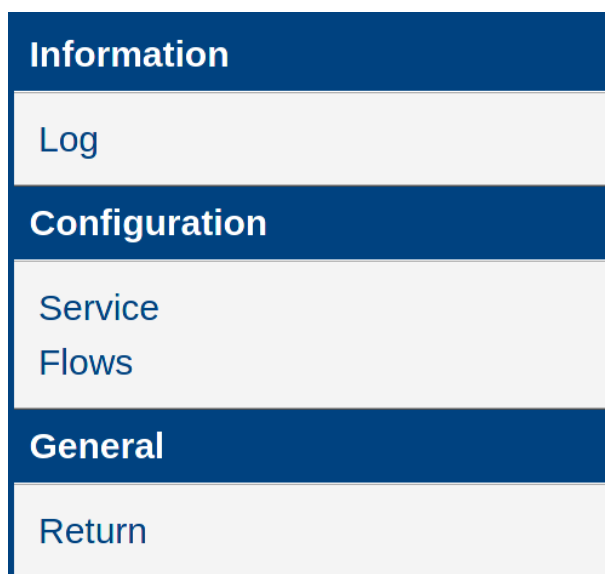 Information
Log
Configuration
Service
Flows
General
Return